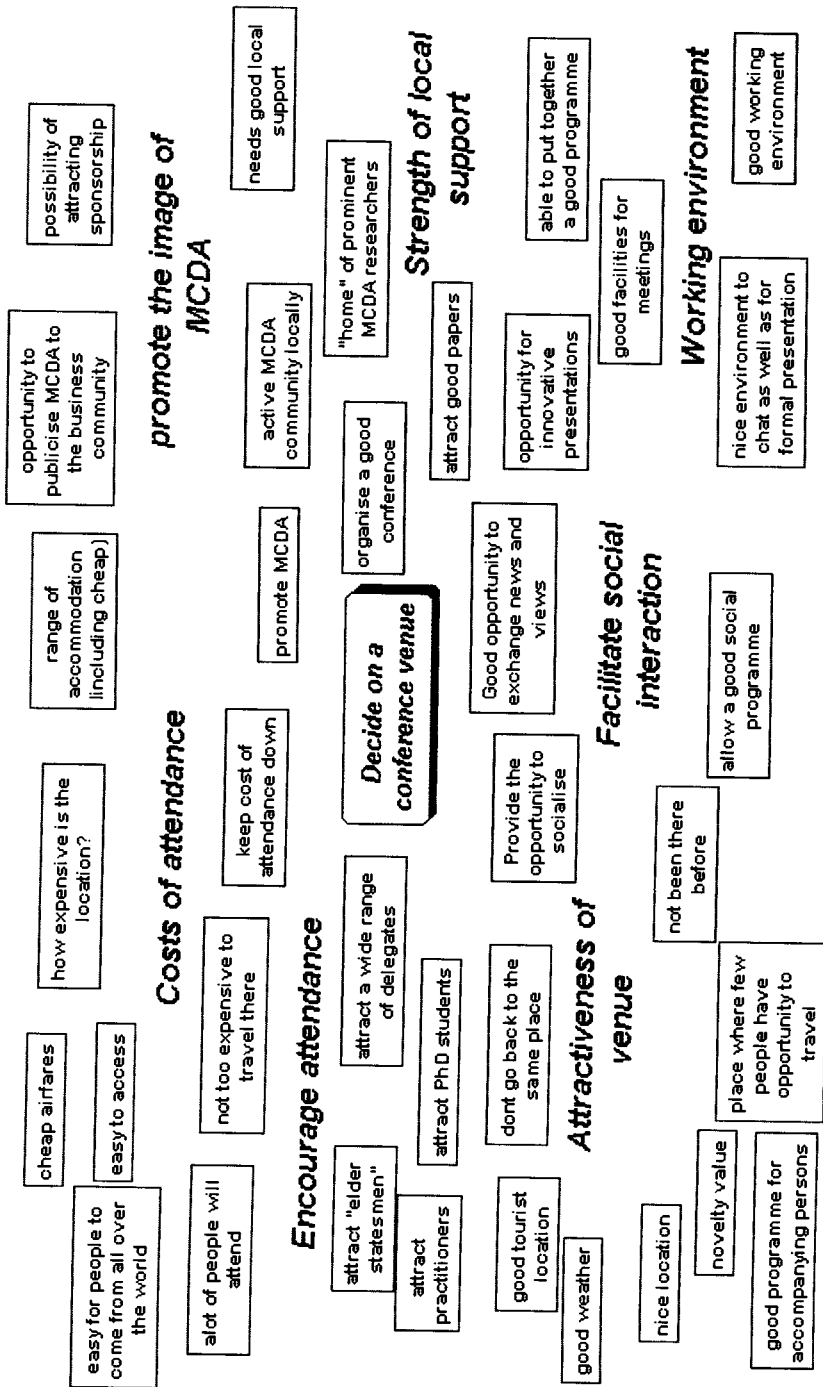 cheap airfares
easy to access
easy for people to
come from all over
the world
how expensive is the
location?
range of
accommodation
(including cheap)
opportunity to
publicise MCDA to
the business
community
possibility of
attracting
sponsorship
Costs of attendance
promote the image of
MCDA
alot of people will
attend
not too expensive to
travel there
keep cost of
attendance down
promote MCDA
active MCDA
community locally
needs good local
support
Encourage attendance
attract "elder
statesmen"
attract
practitioners
attract a wide range
of delegates
attraot PhD students
Decide on a
conference venue
organise a good
conference
"home" of prominent
MCDA researchers
Strength of local
support
attract good papers
good tourist
location
good weather
dont go back to the
same place
Provide the
opportunity to
socialise
Good opportunity to
exchange news and
views
opportunity for
innovative
presentations
able to put together
a good programme
good facilities for
meetings
Attractiveness of
venue
Facilitate social
interaction
Working environment
nice location
novelty value
good programme for
accompanying persons
place where few
people have
opportunity to
travel
not been there
before
allow a good social
programme
nice environment to
chat as well as for
formal presentation
good working
environment